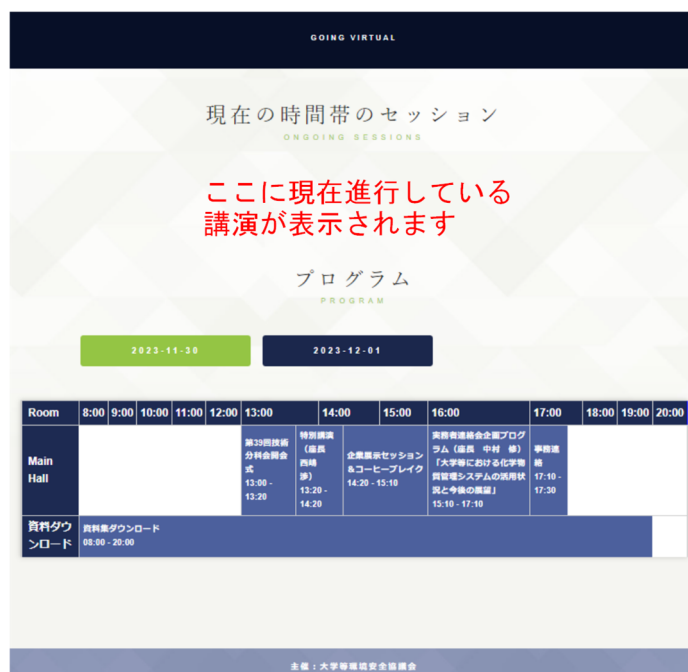 GOING VIRTUAL
現在の時間帯のセッション
ONGOING SESSIONS
ここに現在進行している
講演が表示されます
プログラム
PROGRAM
2023-11-30
2023-12-01
Room 8:00 9:00 10:00 11:00 12:00 13:00 14:00 15:00 16:00 17:00 18:00 19:00 20:00
Main
Hall
第39回技術
分科会開会
式
13:00 -
13:20
特別講演
（座長
西嶋
渉）
13:20 -
14:20
企業展示セッション
＆コーヒーブレイク
14:20 - 15:10
実務者連絡会企画プログ
ラム（座長　中村　修）
「大学等における化学物
質管理システムの活用状
況と今後の展望」
15:10 - 17:10
事務連
絡
17:10 -
17:30
資料ダウ
ンロード
資料集ダウンロード
08:00 - 20:00
主催：大学等環境安全協議会